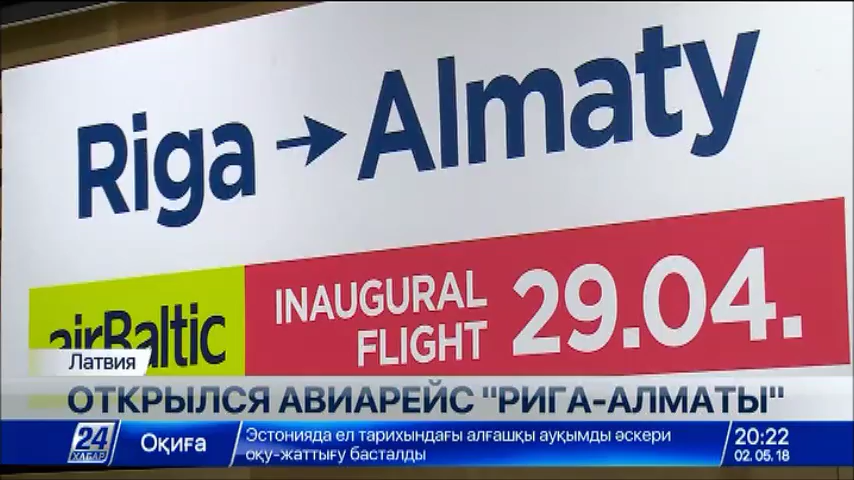 Riga → Almaty
airBaltic
INAUGURAL
FLIGHT
29.04.
Латвия
ОТКРЫЛСЯ АВИАРЕЙС "РИГА-АЛМАТЫ"
24
ХАБАР
Оқиға
Эстонияда ел тарихындағы алғашқы ауқымды әскери
оқу-жаттығу басталды
20:22
02.05.18